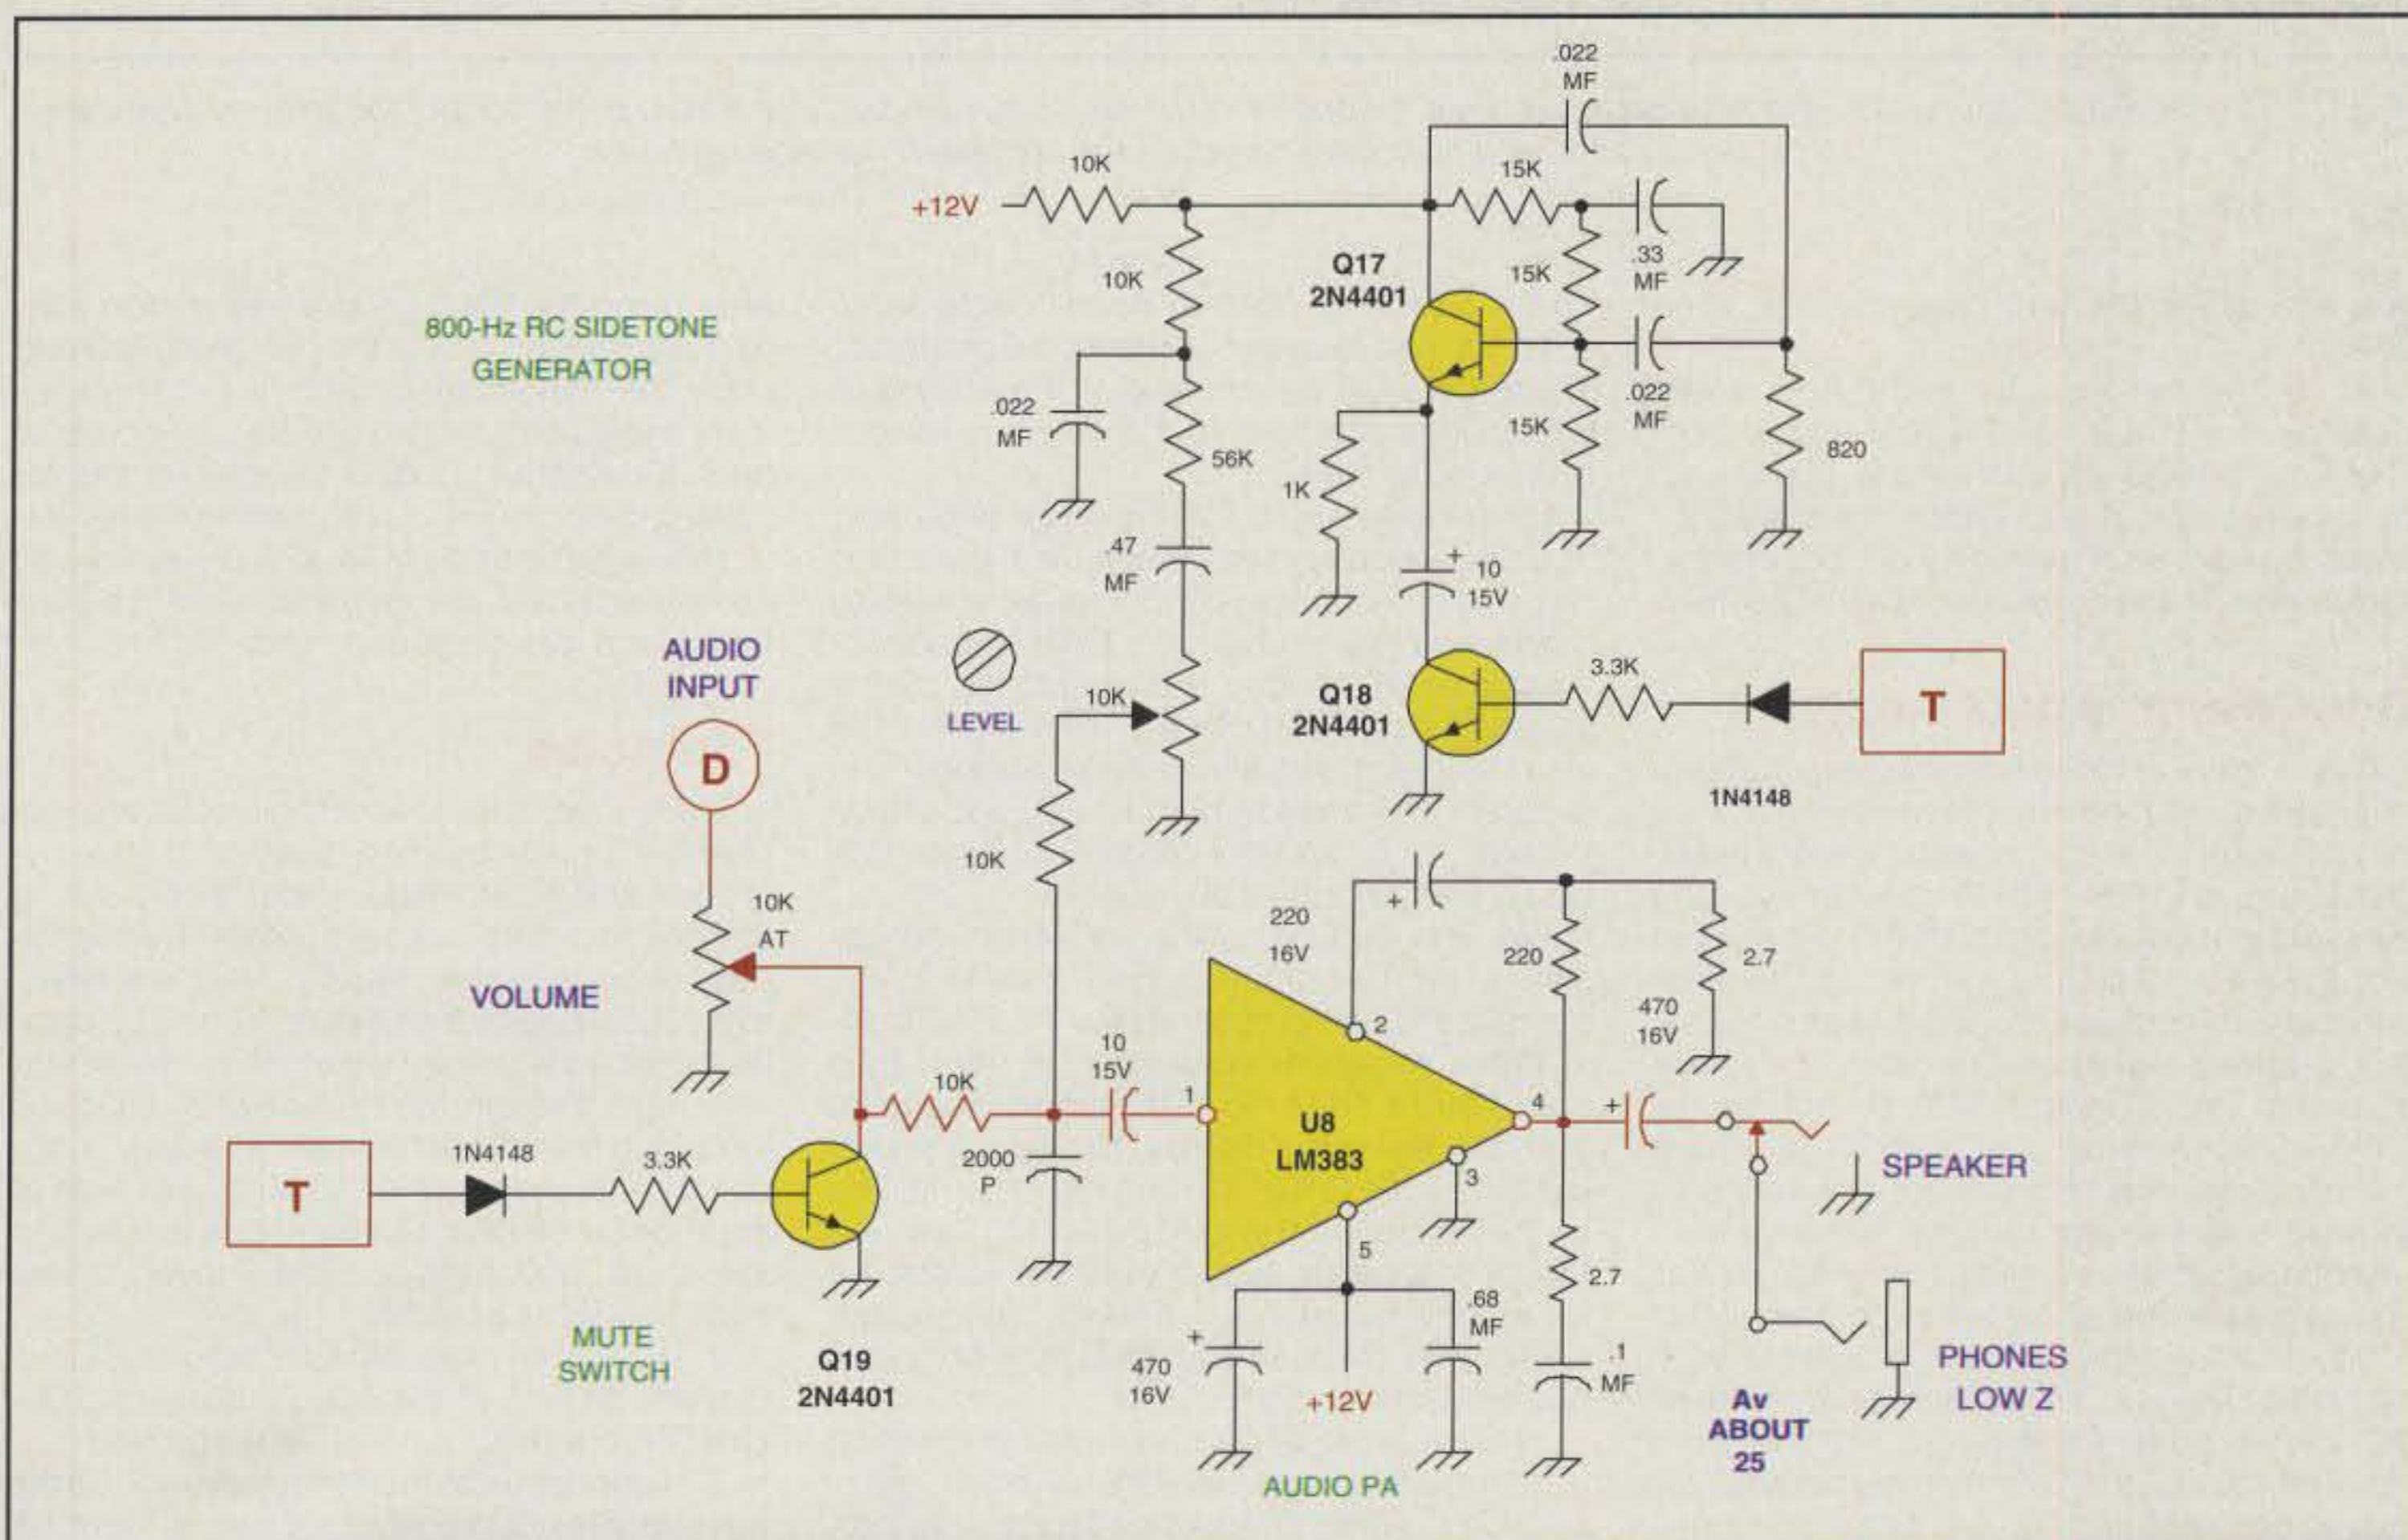 .022
MF
10K
15K
+12V
.33
MF
15K
Q17
2N4401
10K
800-Hz RC SIDETONE
GENERATOR
.022
MF
.022
MF
15K
820
56K
1K
.47
MF
+
10
15V
AUDIO
INPUT
D
LEVEL
10K
Q18
2N4401
3.3K
T
1N4148
10K
10K
AT
VOLUME
220
16V
+
220
2.7
470
16V
10
15V
10K
1
2
4
+
U8
LM383
3
5
T
1N4148
3.3K
2000
P
SPEAKER
2.7
MUTE
SWITCH
Q19
2N4401
+
470
16V
.68
MF
+12V
.1
MF
AUDIO PA
Av
ABOUT
25
PHONES
LOW Z